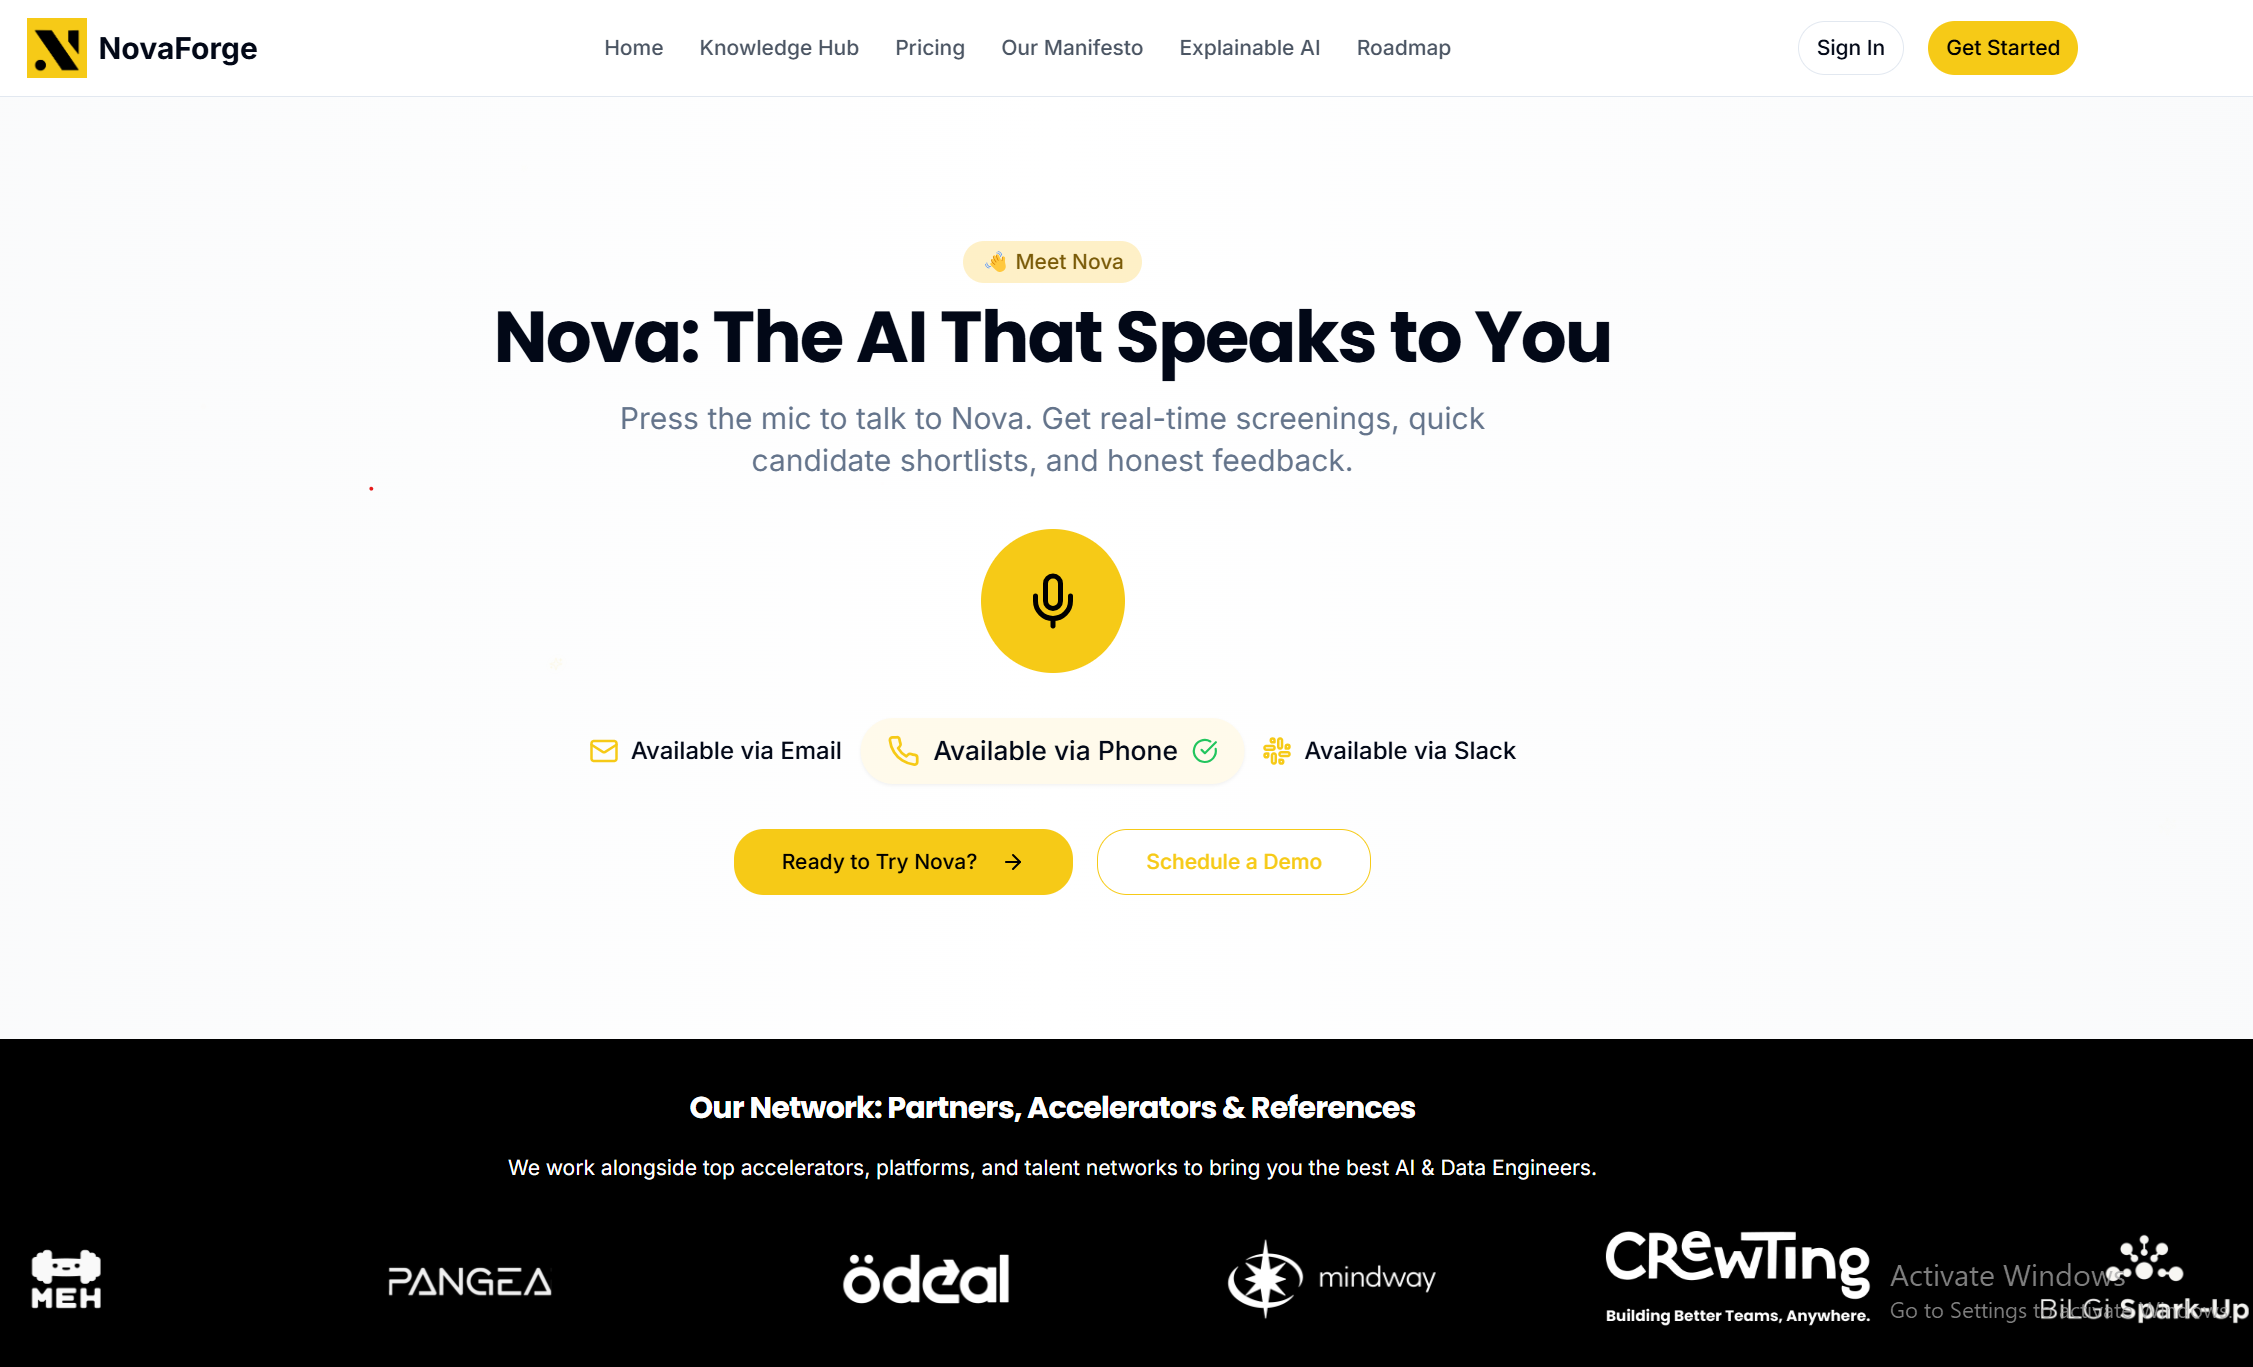 NovaForge
Home Knowledge Hub Pricing Our Manifesto Explainable AI Roadmap
Sign In Get Started
👋 Meet Nova
Nova: The AI That Speaks to You
Press the mic to talk to Nova. Get real-time screenings, quick
candidate shortlists, and honest feedback.
Available via Email Available via Phone Available via Slack
Ready to Try Nova? → Schedule a Demo
Our Network: Partners, Accelerators & References
We work alongside top accelerators, platforms, and talent networks to bring you the best AI & Data Engineers.
MEH
PANGEA
ödeal
mindway
CRewTing
Building Better Teams, Anywhere.
Activate Windows
Go to Settings to activate Windows.
BiLGi Spark-Up